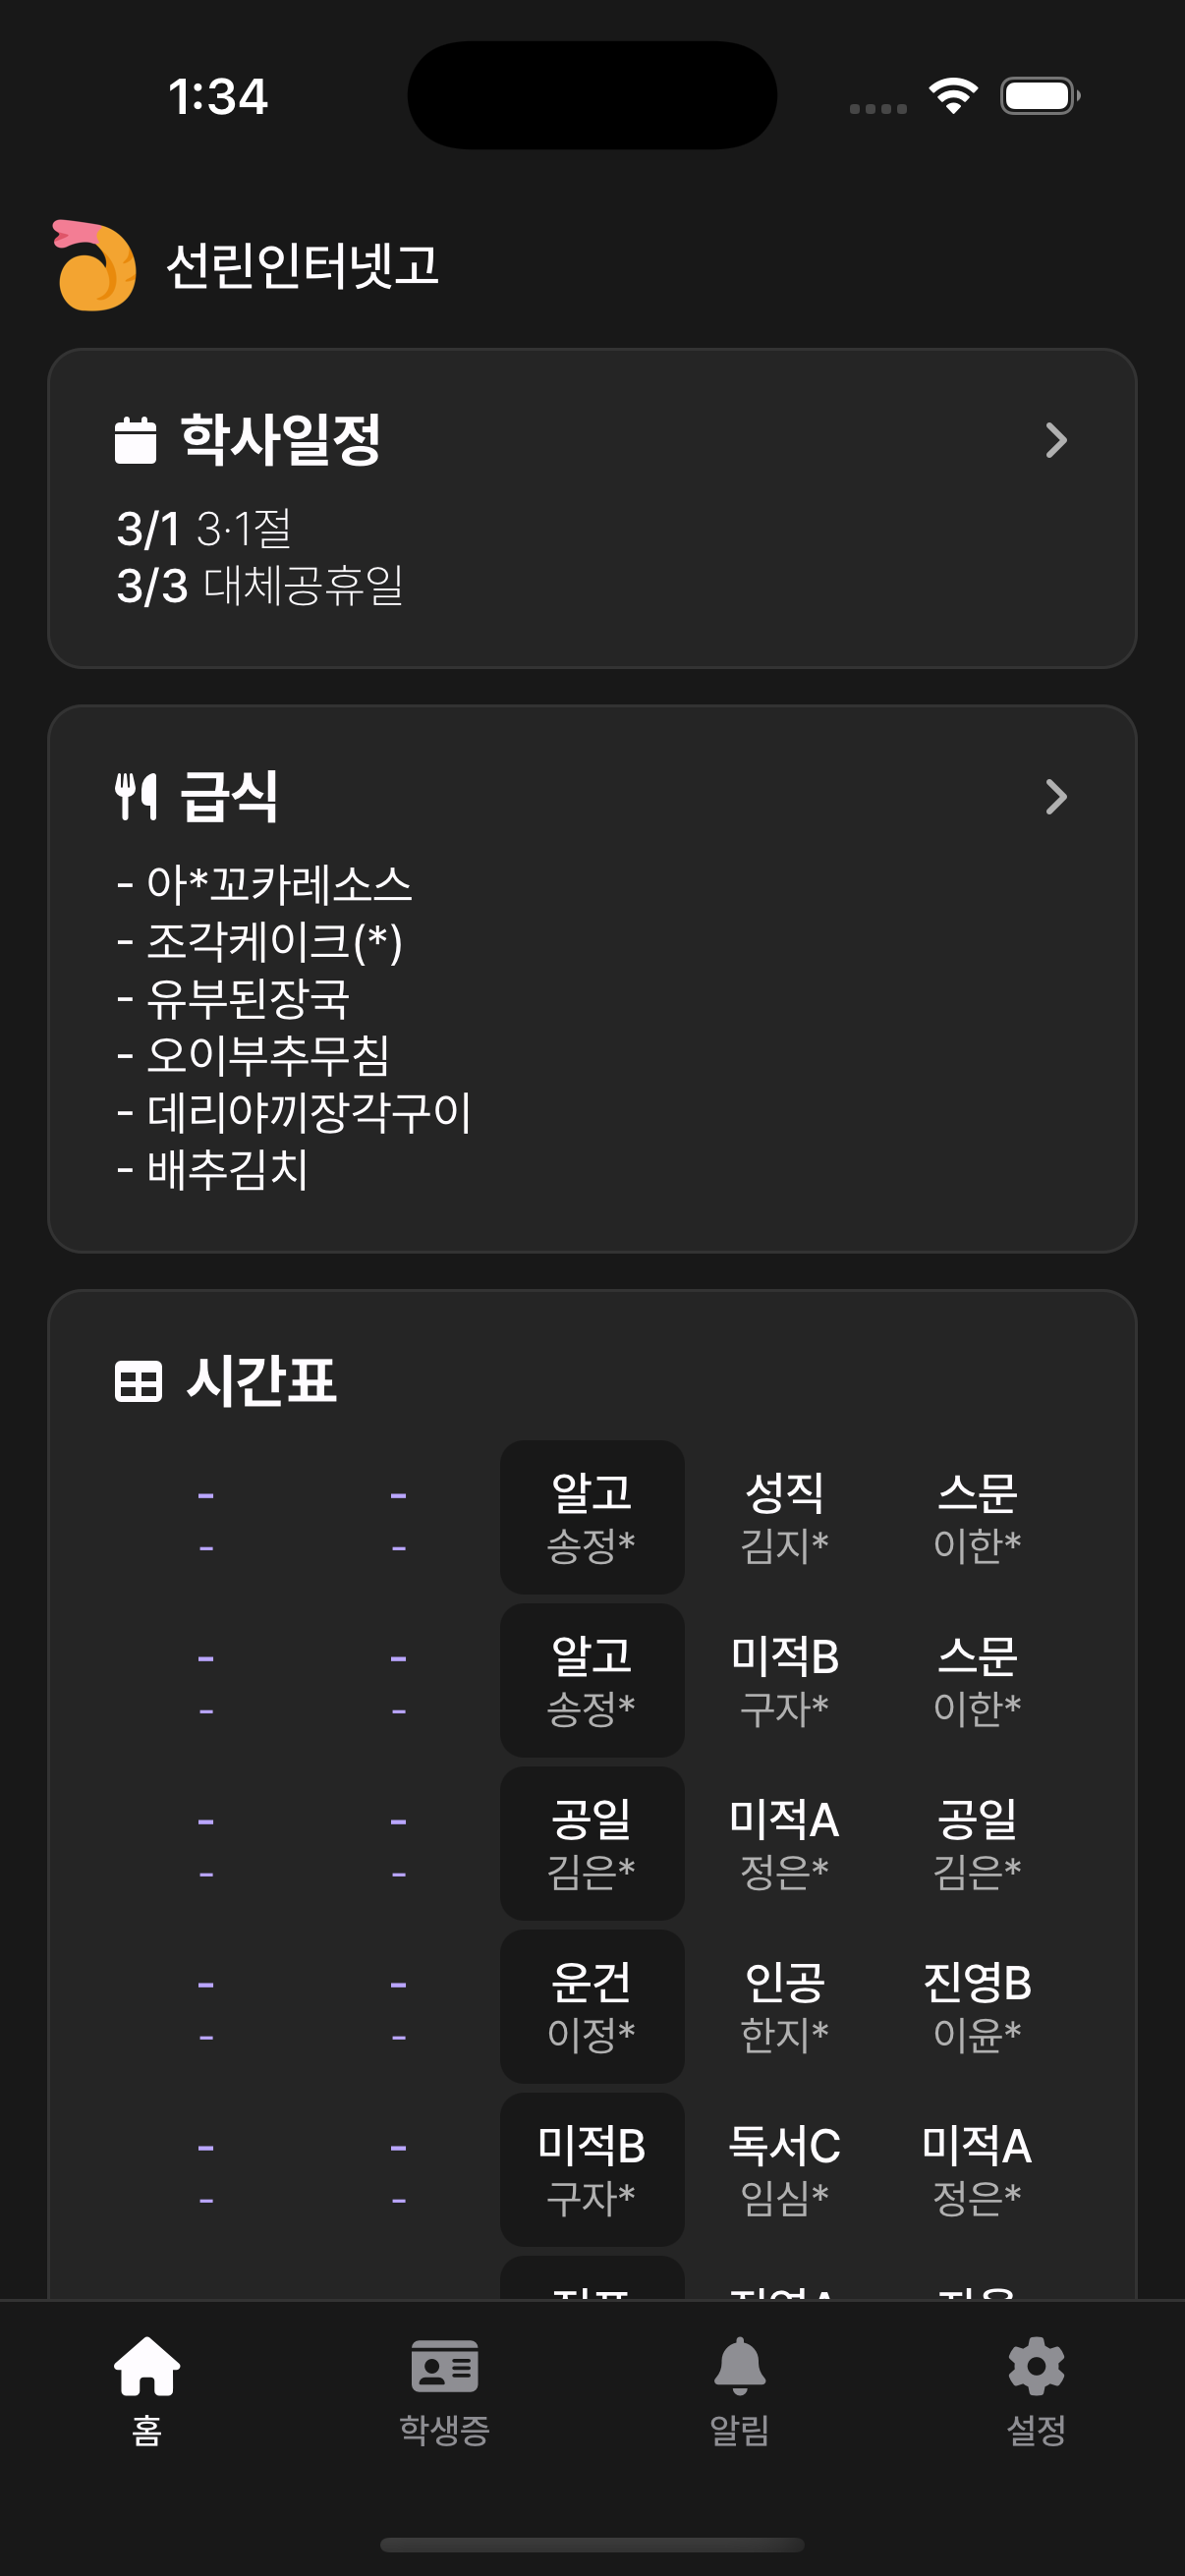 1:34
선린인터넷고
학사일정
3/1 3·1절
3/3 대체공휴일
급식
- 아*꼬카레소스
- 조각케이크(*)
- 유부된장국
- 오이부추무침
- 데리야끼장각구이
- 배추김치
시간표
- - 알고 성직 스문
- - 송정* 김지* 이한*
- - 알고 미적B 스문
- - 송정* 구자* 이한*
- - 공일 미적A 공일
- - 김은* 정은* 김은*
- - 운건 인공 진영B
- - 이정* 한지* 이윤*
- - 미적B 독서C 미적A
- - 구자* 임심* 정은*
홈 학생증 알림 설정